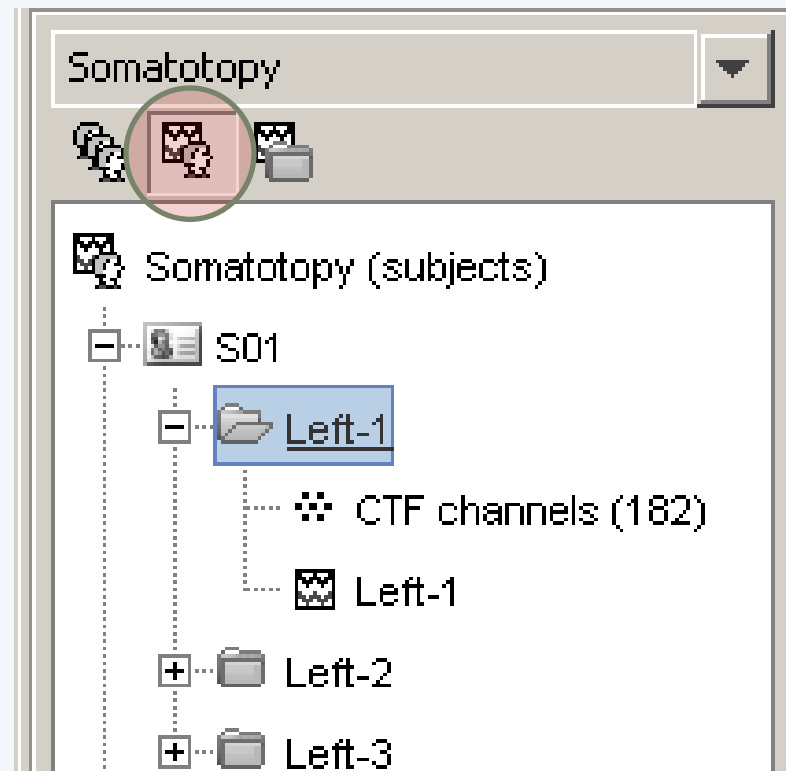 Somatotopy
Somatotopy (subjects)
S01
Left-1
CTF channels (182)
Left-1
Left-2
Left-3